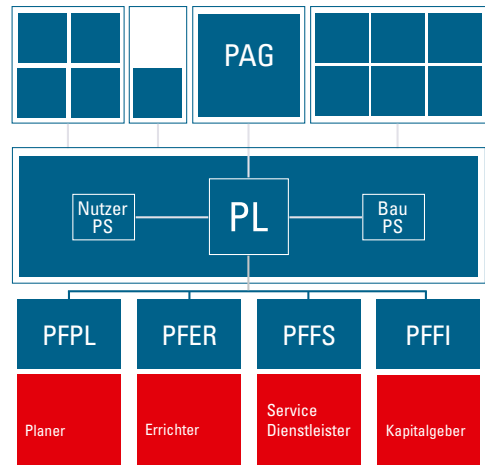 PAG
Nutzer
PS
PL
Bau
PS
PFPL
PFER
PFFS
PFFI
Planer
Errichter
Service
Dienstleister
Kapitalgeber